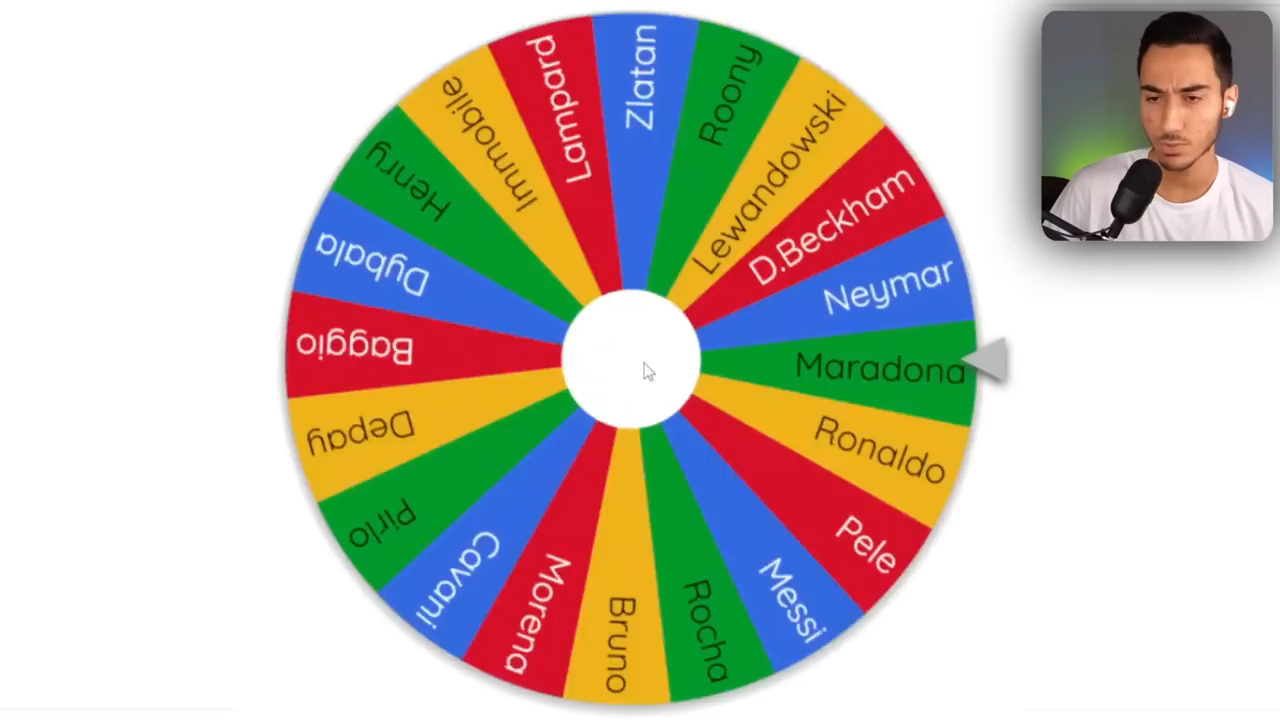 Zlatan
Roony
Lewandowski
D.Beckham
Neymar
Maradona
Ronaldo
Pele
Messi
Rocha
Bruno
Morena
Cavani
Pirlo
Depay
Baggio
Dybala
Henry
Immobile
Lampard